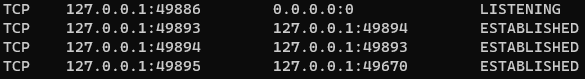 TCP    127.0.0.1:49886    0.0.0.0:0    LISTENING
TCP    127.0.0.1:49893    127.0.0.1:49894    ESTABLISHED
TCP    127.0.0.1:49894    127.0.0.1:49893    ESTABLISHED
TCP    127.0.0.1:49895    127.0.0.1:49670    ESTABLISHED